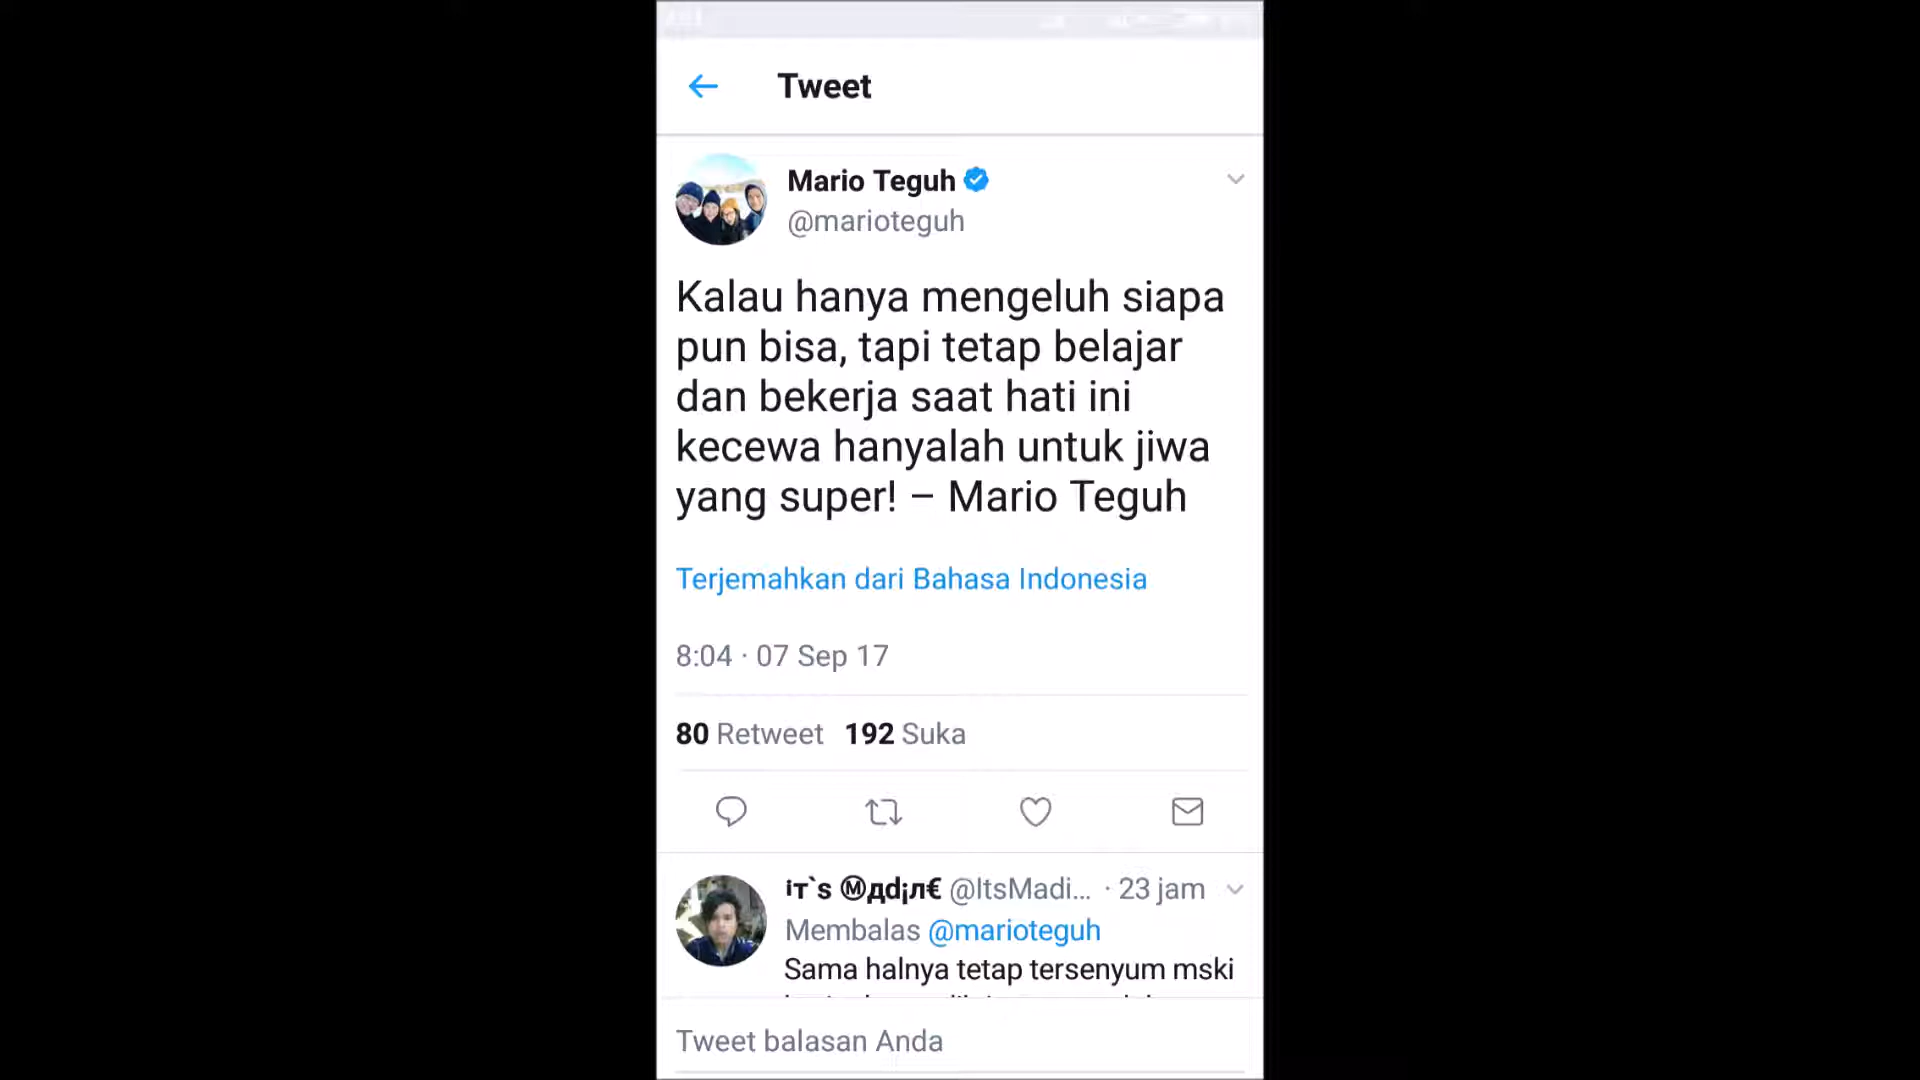 Tweet
Mario Teguh
@marioteguh
Kalau hanya mengeluh siapa
pun bisa, tapi tetap belajar
dan bekerja saat hati ini
kecewa hanyalah untuk jiwa
yang super! – Mario Teguh
Terjemahkan dari Bahasa Indonesia
8:04 · 07 Sep 17
80 Retweet 192 Suka
ⁱт`s Ⓜдd¡л€ @ItsMadi... · 23 jam
Membalas @marioteguh
Sama halnya tetap tersenyum mski
Tweet balasan Anda